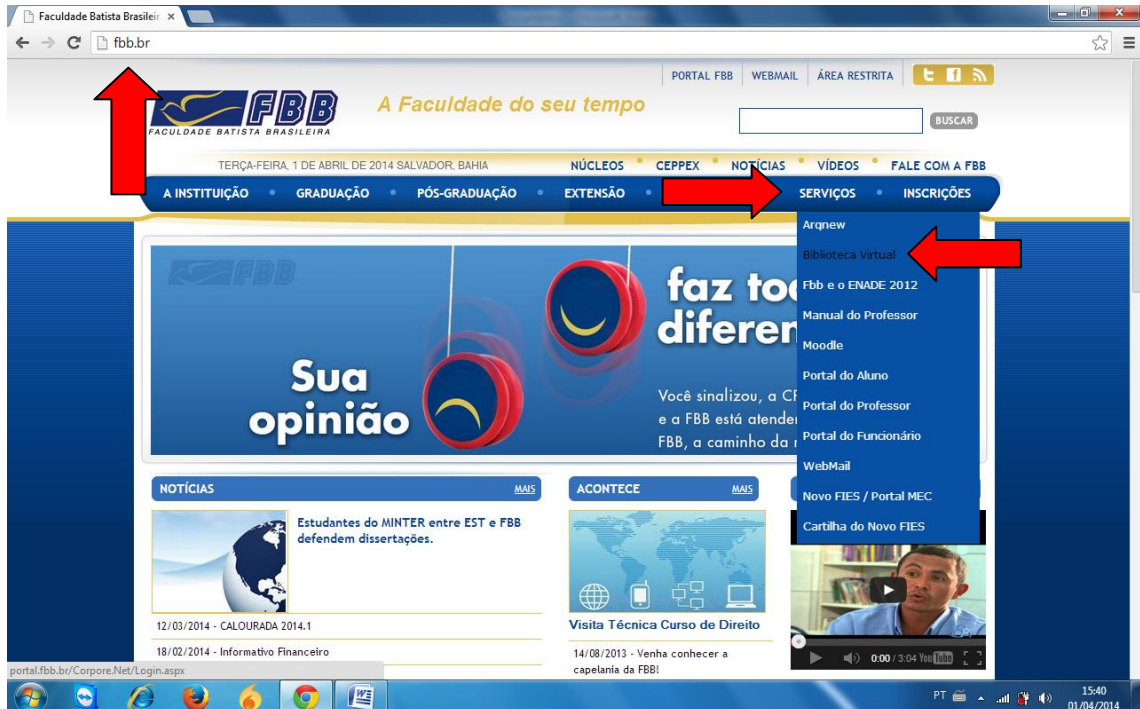 Faculdade Batista Brasileir
fbb.br
PORTAL FBB WEBMAIL ÁREA RESTRITA
FBB
FACULDADE BATISTA BRASILEIRA
A Faculdade do seu tempo
BUSCAR
TERÇA-FEIRA, 1 DE ABRIL DE 2014 SALVADOR, BAHIA
NÚCLEOS CEPPEX NOTÍCIAS VÍDEOS FALE COM A FBB
A INSTITUIÇÃO GRADUAÇÃO PÓS-GRADUAÇÃO EXTENSÃO SERVIÇOS INSCRIÇÕES
Arqnew
Biblioteca Virtual
Fbb e o ENADE 2012
Manual do Professor
Moodle
Portal do Aluno
Portal do Professor
Portal do Funcionário
WebMail
Novo FIES / Portal MEC
Cartilha do Novo FIES
FBB
Sua
opinião
faz
diferen
Você sinalizou, a
e a FBB está
FBB, a caminho da
NOTÍCIAS MAIS
Estudantes do MINTER entre EST e FBB
defendem dissertações.
12/03/2014 - CALOURADA 2014.1
18/02/2014 - Informativo Financeiro
ACONTECE MAIS
Visita Técnica Curso de Direito
14/08/2013 - Venha conhecer a
capelania da FBB!
0:00 / 3:04 YouTube
portal.fbb.br/Corpore.Net/Login.aspx
PT
15:40
01/04/2014